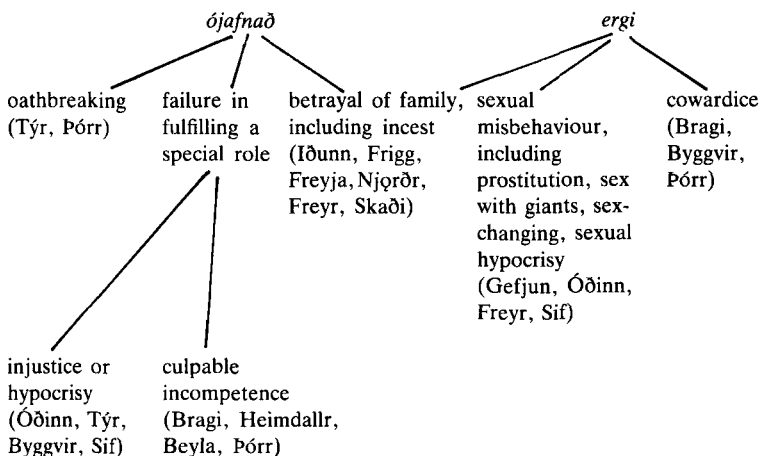 ójafnað
ergi
oathbreaking
(Týr, Þórr)
failure in
fulfilling a
special role
betrayal of family,
including incest
(Iðunn, Frigg,
Freyja, Njǫrðr,
Freyr, Skaði)
sexual
misbehaviour,
including
prostitution, sex
with giants, sex-
changing, sexual
hypocrisy
(Gefjun, Óðinn,
Freyr, Sif)
cowardice
(Bragi,
Byggvir,
Þórr)
injustice or
hypocrisy
(Óðinn, Týr,
Byggvir, Sif)
culpable
incompetence
(Bragi, Heimdallr,
Beyla, Þórr)